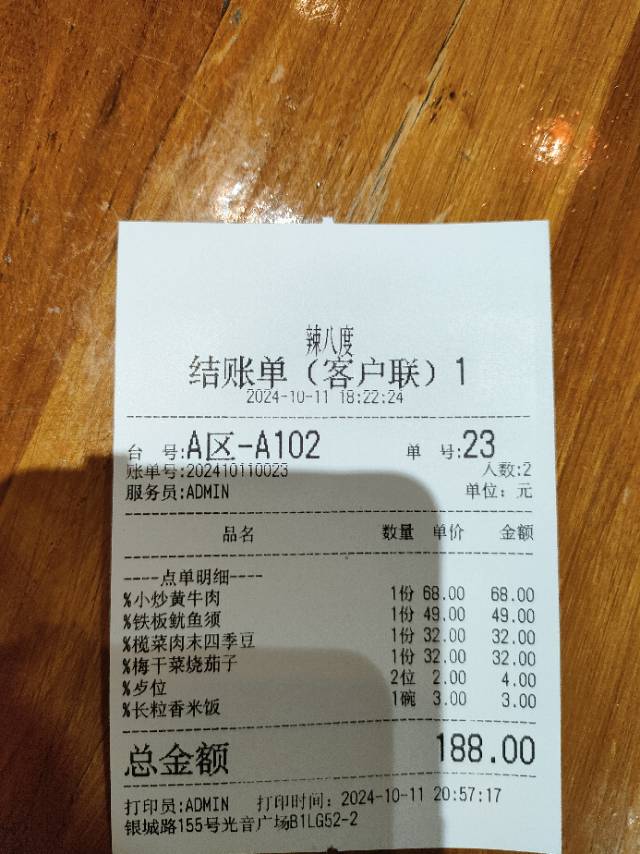 辣八度
结账单（客户联）1
2024-10-11 18:22:24
台 号:A区-A102 单 号:23
账单号:202410110023 人数:2
服务员:ADMIN 单位: 元
品名 数量 单价 金额
----点单明细----
%小炒黄牛肉 1份 68.00 68.00
%铁板鱿鱼须 1份 49.00 49.00
%榄菜肉末四季豆 1份 32.00 32.00
%梅干菜烧茄子 1份 32.00 32.00
%歺位 2位 2.00 4.00
%长粒香米饭 1碗 3.00 3.00
总金额 188.00
打印员:ADMIN 打印时间: 2024-10-11 20:57:17
银城路155号光音广场B1LG52-2